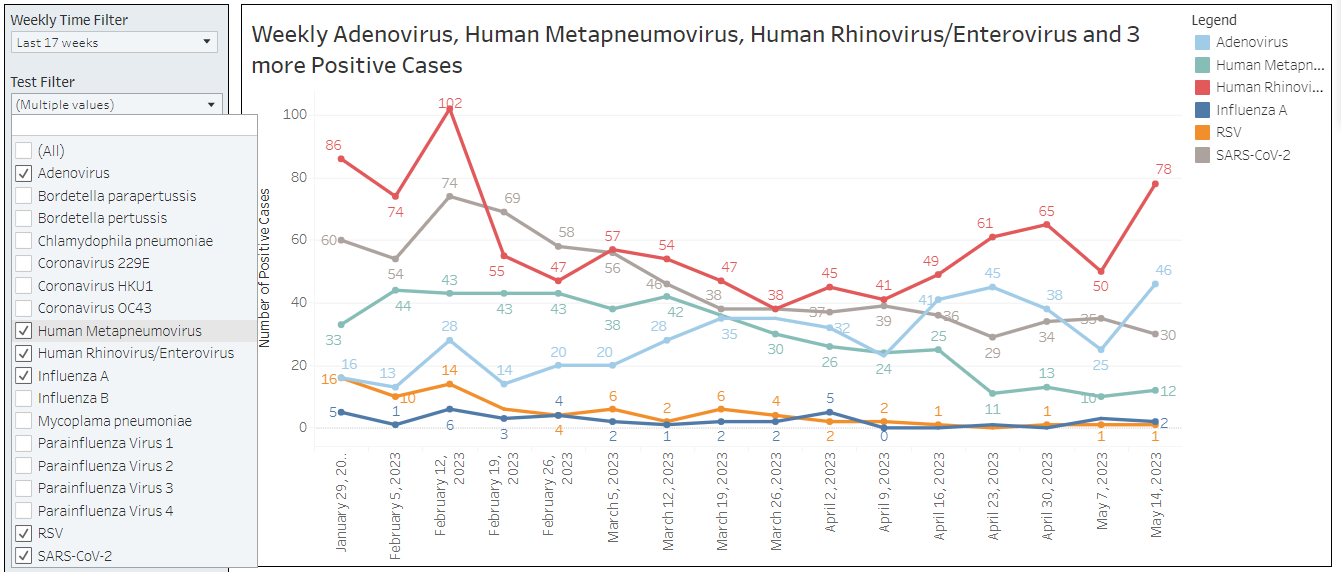 Weekly Time Filter
Last 17 weeks
Test Filter
(Multiple values)
(All)
Adenovirus
Bordetella parapertussis
Bordetella pertussis
Chlamydophila pneumoniae
Coronavirus 229E
Coronavirus HKU1
Coronavirus OC43
Human Metapneumovirus
Human Rhinovirus/Enterovirus
Influenza A
Influenza B
Mycoplama pneumoniae
Parainfluenza Virus 1
Parainfluenza Virus 2
Parainfluenza Virus 3
Parainfluenza Virus 4
RSV
SARS-CoV-2
Weekly Adenovirus, Human Metapneumovirus, Human Rhinovirus/Enterovirus and 3
more Positive Cases
Number of Positive Cases
100
80
60
40
20
0
86
74
102
55
47
57
54
47
38
45
41
49
61
65
50
78
60
54
74
69
58
56
46
38
37
39
36
29
34
35
30
33
44
43
43
43
38
42
30
26
24
25
11
13
10
12
16
13
28
14
20
20
28
35
32
41
45
38
25
46
16
10
14
4
6
2
6
4
2
2
1
1
1
1
5
1
6
3
4
2
1
2
2
5
0
2
January 29, 20..
February 5, 2023
February 12,
2023
February 19,
2023
February 26,
2023
March 5, 2023
March 12, 2023
March 19, 2023
March 26, 2023
April 2, 2023
April 9, 2023
April 16, 2023
April 23, 2023
April 30, 2023
May 7, 2023
May 14, 2023
Legend
Adenovirus
Human Metapn...
Human Rhinovi...
Influenza A
RSV
SARS-CoV-2